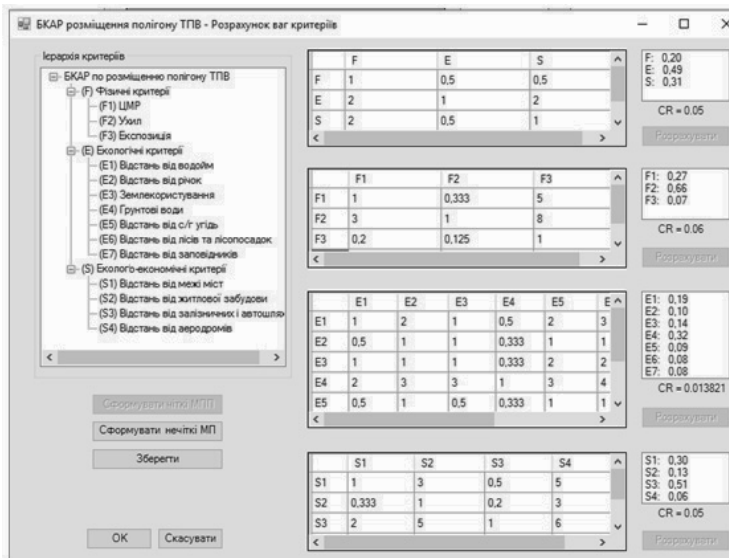 БКАР розміщення полігону ТПВ - Розрахунок ваг критеріїв
Ієрархія критеріїв
БКАР по розміщенню полігону ТПВ
(F) Фізичні критерії
(F1) ЦМР
(F2) Ухил
(F3) Експозиція
(E) Екологічні критерії
(E1) Відстань від водойм
(E2) Відстань від річок
(E3) Землекористування
(E4) Грунтові води
(E5) Відстань від с/г угідь
(E6) Відстань від лісів та лісопосадок
(E7) Відстань від заповідників
(S) Еколого-економічні критерії
(S1) Відстань від межі міст
(S2) Відстань від житлової забудови
(S3) Відстань від залізничних і автошлях
(S4) Відстань від аеродромів
Сформувати чіткі МПП
Сформувати нечіткі МП
Зберегти
OK Скасувати
F E S
F 1 0,5 0,5
E 2 1 2
S 2 0,5 1
F: 0,20
E: 0,49
S: 0,31
CR = 0.05
Розрахувати
F1 F2 F3
F1 1 0,333 5
F2 3 1 8
F3 0,2 0,125 1
F1: 0,27
F2: 0,66
F3: 0,07
CR = 0.06
Розрахувати
E1 E2 E3 E4 E5 E
E1 1 2 1 0,5 2 3
E2 0,5 1 1 0,333 1 1
E3 1 1 1 0,333 2 2
E4 2 3 3 1 3 4
E5 0,5 1 0,5 0,333 1 1
E1: 0,19
E2: 0,10
E3: 0,14
E4: 0,32
E5: 0,09
E6: 0,08
E7: 0,08
CR = 0.013821
Розрахувати
S1 S2 S3 S4
S1 1 3 0,5 5
S2 0,333 1 0,2 3
S3 2 5 1 6
S1: 0,30
S2: 0,13
S3: 0,51
S4: 0,06
CR = 0.05
Розрахувати